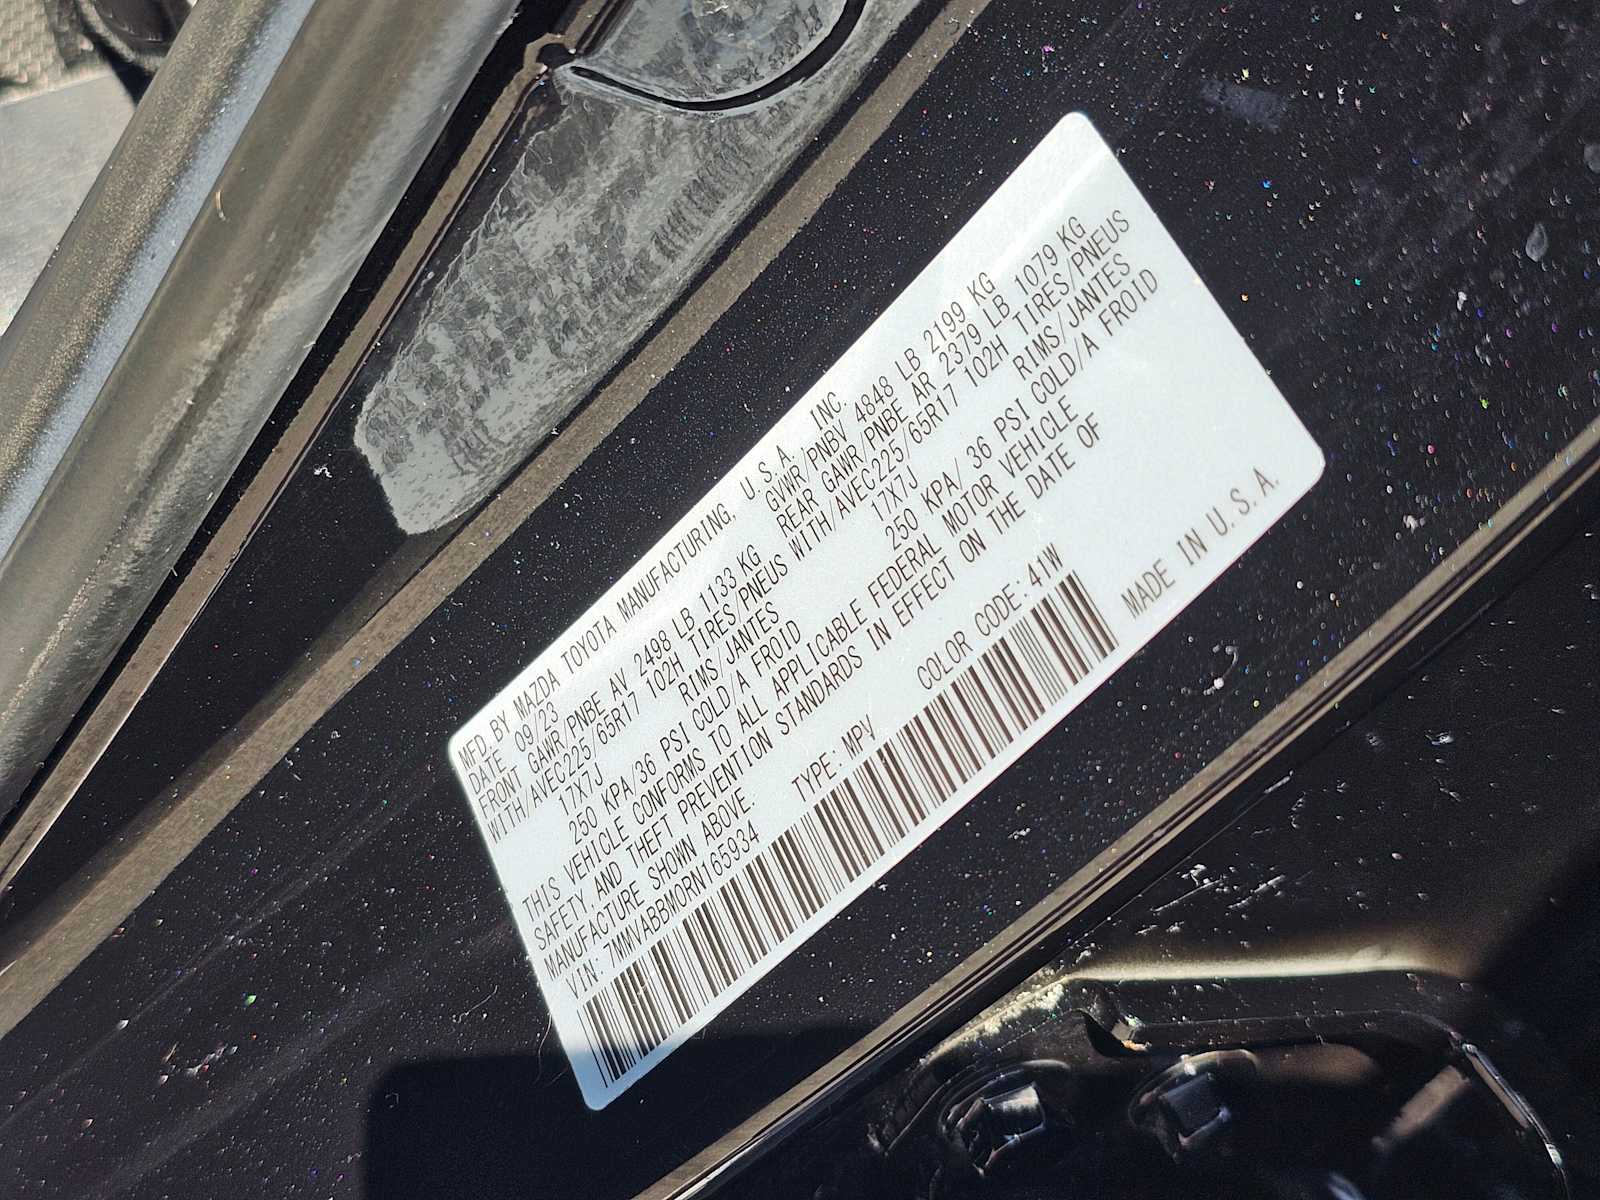 MFD. BY MAZDA TOYOTA MANUFACTURING, U.S.A. INC.
DATE: 09/23 GVWR/PNBV 4848 LB 2199 KG
FRONT GAWR/PNBE AV 2498 LB 1133 KG REAR GAWR/PNBE AR 2379 LB 1079 KG
WITH/AVEC225/65R17 102H TIRES/PNEUS WITH/AVEC225/65R17 102H TIRES/PNEUS
17X7J RIMS/JANTES 17X7J RIMS/JANTES
250 KPA/36 PSI COLD/A FROID 250 KPA/ 36 PSI COLD/A FROID
THIS VEHICLE CONFORMS TO ALL APPLICABLE FEDERAL MOTOR VEHICLE
SAFETY, AND THEFT PREVENTION STANDARDS IN EFFECT ON THE DATE OF
MANUFACTURE SHOWN ABOVE.
VIN: 7MMVABBM0RN165934 TYPE: MPV COLOR CODE: 41W
MADE IN U.S.A.